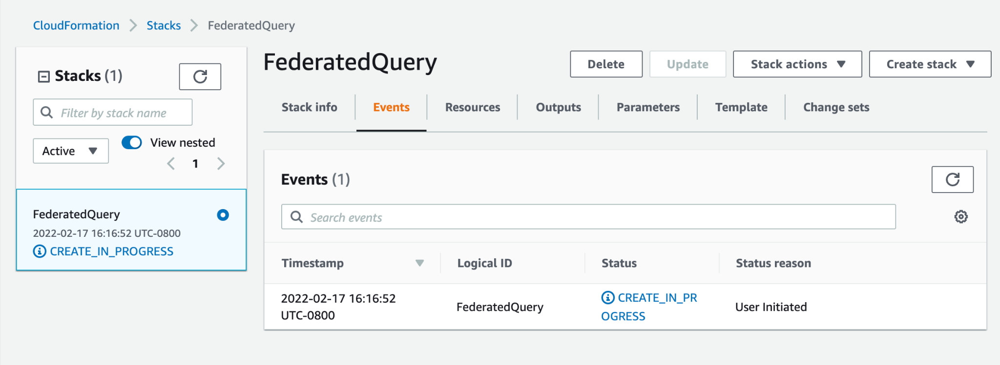 CloudFormation > Stacks > FederatedQuery
Stacks (1)
Filter by stack name
Active
View nested
1
FederatedQuery
2022-02-17 16:16:52 UTC-0800
CREATE_IN_PROGRESS
FederatedQuery
Delete
Update
Stack actions
Create stack
Stack info
Events
Resources
Outputs
Parameters
Template
Change sets
Events (1)
Search events
Timestamp
Logical ID
Status
Status reason
2022-02-17 16:16:52
UTC-0800
FederatedQuery
CREATE_IN_PR
OGRESS
User Initiated